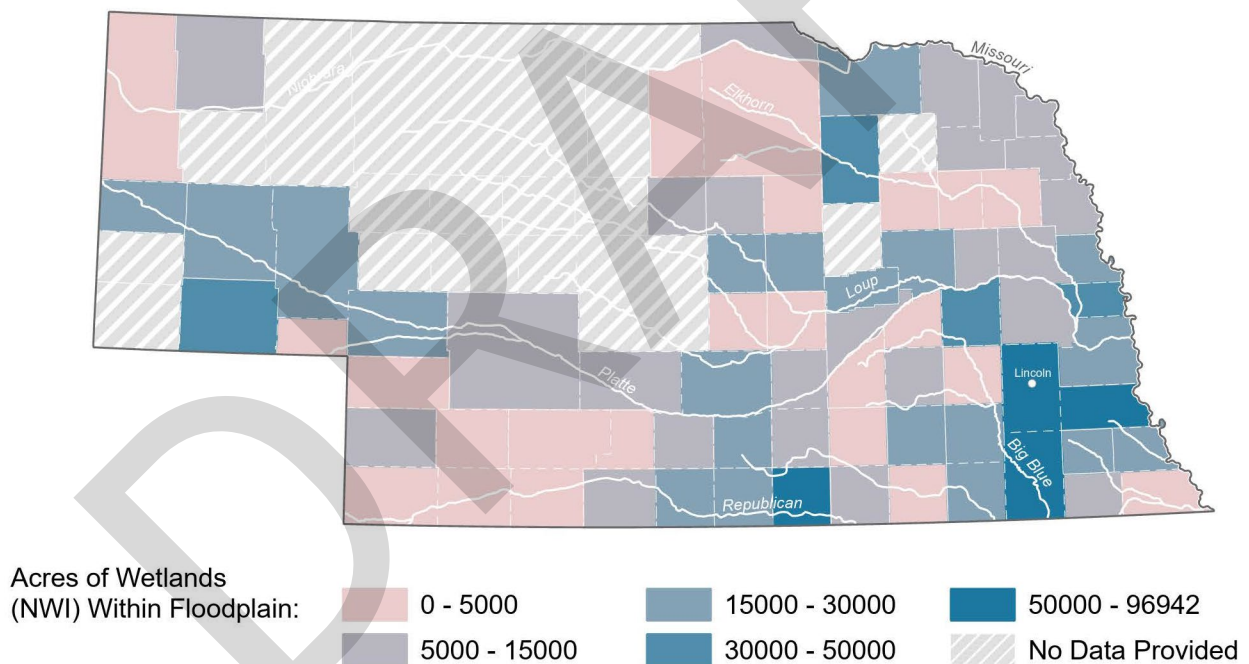 Missouri
Niobrara
Elkhorn
Loup
Platte
Lincoln
Big Blue
Republican
DRAFT
Acres of Wetlands
(NWI) Within Floodplain:
0 - 5000
5000 - 15000
15000 - 30000
30000 - 50000
50000 - 96942
No Data Provided